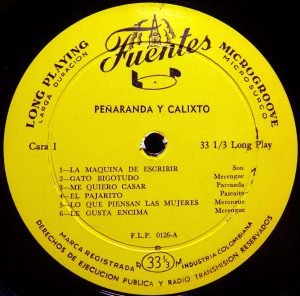 LONG PLAYING
LARGA DURACION
Fuentes
MICROGROOVE
MICROSURCO
PEÑARANDA Y CALIXTO
Cara 1
33 1/3 Long Play
1—LA MAQUINA DE ESCRIBIR Son
2—GATO BIGOTUDO Merengue
3—ME QUIERO CASAR Parranda
4—EL PAJARITO Paseaito
5—LO QUE PIENSAN LAS MUJERES Merengue
6—LE GUSTA ENCIMA Merengue
F.L.P. 0126-A
MARCA REGISTRADA 33 1/3 INDUSTRIA COLOMBIANA
DERECHOS DE EJECUCION PUBLICA Y RADIO TRANSMISION RESERVADOS